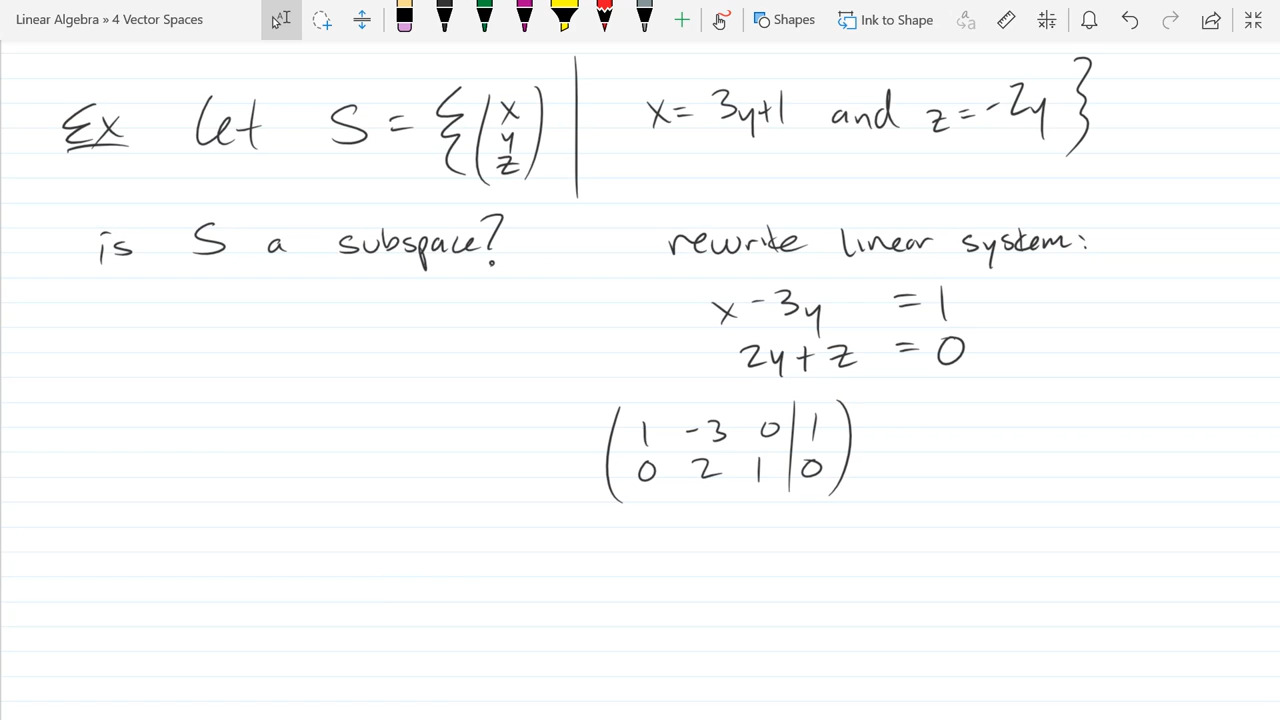 Linear Algebra » 4 Vector Spaces
Shapes
Ink to Shape
Ex Let S = { (x y z) | x = 3y+1 and z = -2y }
is S a subspace?
rewrite linear system:
x - 3y = 1
2y + z = 0
( 1 -3 0 | 1
0 2 1 | 0 )